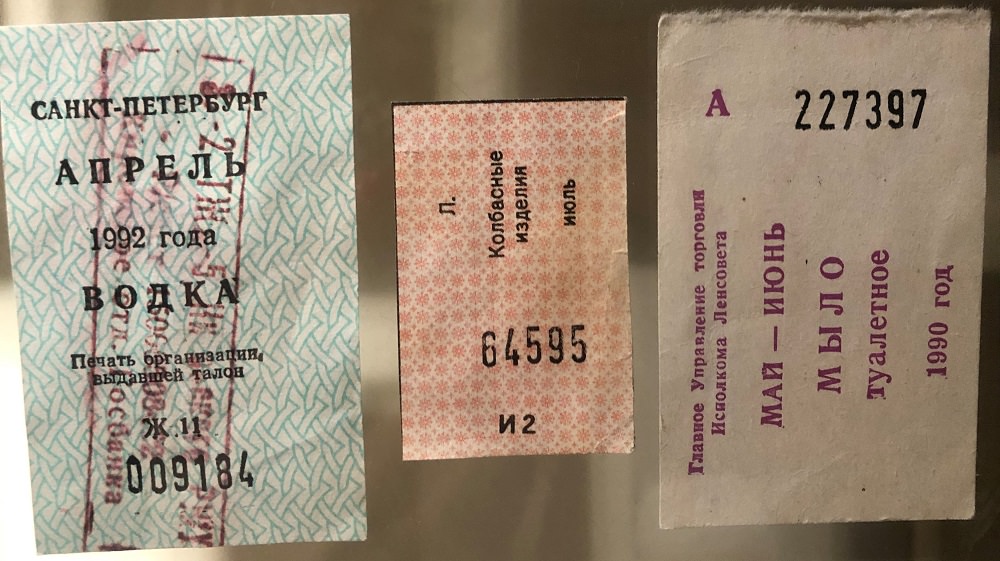 САНКТ-ПЕТЕРБУРГ
АПРЕЛЬ
1992 года
ВОДКА
Печать организации,
выдавшей талон
Ж.11
009184
Л.
Колбасные
изделия
июль
64595
И2
А
227397
Главное Управление торговли
Исполкома Ленсовета
МАЙ — ИЮНЬ
МЫЛО
туалетное
1990 год